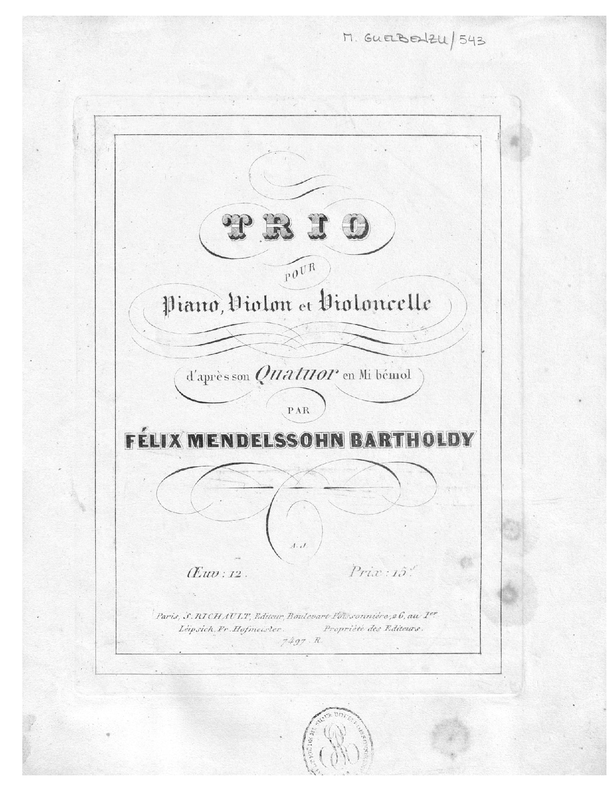 M. GUELBENZU/543
TRIO
POUR
Piano, Violon et Violoncelle
d'après son Quatuor en Mi bémol
PAR
FÉLIX MENDELSSOHN BARTHOLDY
A.J.
Œuv: 12. Prix: 15f
Paris, S. RICHAULT, Editeur, Boulevart Poissonnière, 26, au 1er
Leipsich, Fr. Hofmeister. Propriété des Editeurs.
7497. R.